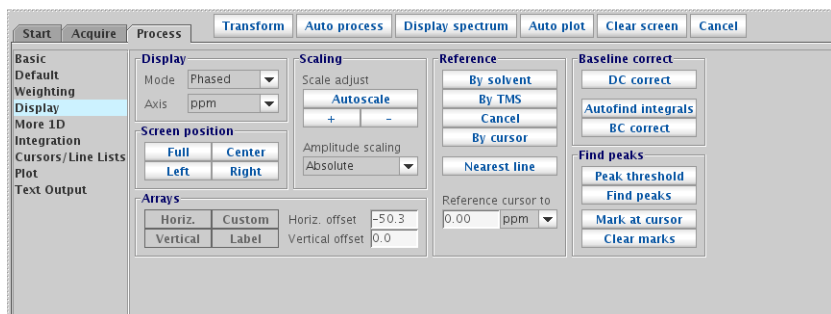 Start Acquire Process Transform Auto process Display spectrum Auto plot Clear screen Cancel
Basic
Default
Weighting
Display
More 1D
Integration
Cursors/Line Lists
Plot
Text Output
Display
Mode Phased
Axis ppm
Screen position
Full Center
Left Right
Scaling
Scale adjust
Autoscale
+ -
Amplitude scaling
Absolute
Arrays
Horiz. Custom Horiz. offset -50.3
Vertical Label Vertical offset 0.0
Reference
By solvent
By TMS
Cancel
By cursor
Nearest line
Reference cursor to
0.00 ppm
Baseline correct
DC correct
Autofind integrals
BC correct
Find peaks
Peak threshold
Find peaks
Mark at cursor
Clear marks